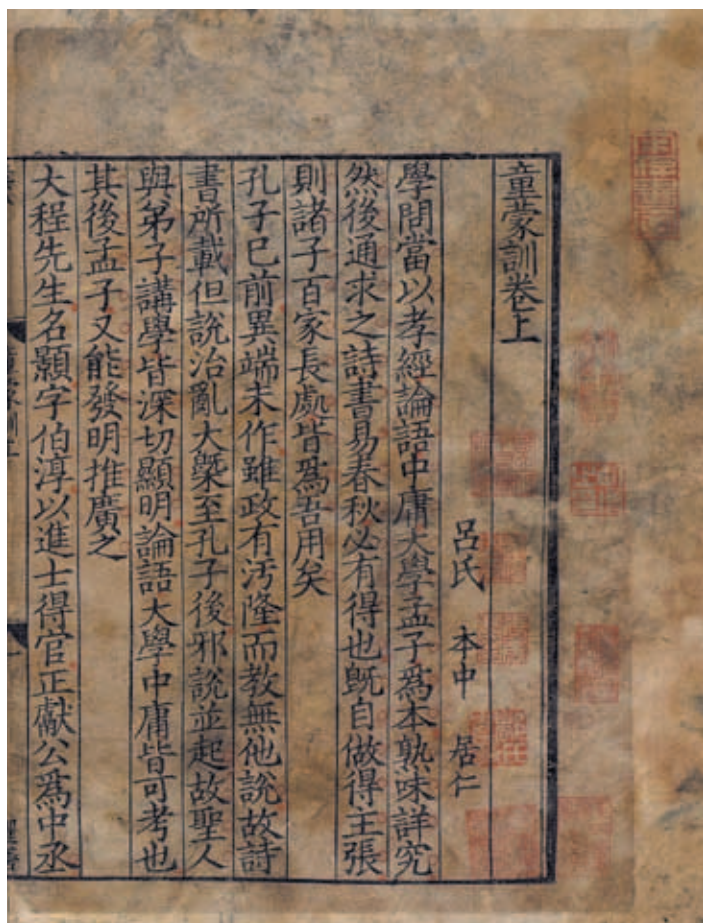 童蒙訓卷上
呂氏 本中 居仁
學問當以孝經論語中庸大學孟子爲本熟味詳究
然後通求之詩書易春秋必有得也旣自做得主張
則諸子百家長處皆爲吾用矣
孔子已前異端未作雖政有汚隆而教無他說故詩
書所載但說治亂大槩至孔子後邪說並起故聖人
與弟子講學皆深切顯明論語大學中庸皆可考也
其後孟子又能發明推廣之
大程先生名顥字伯淳以進士得官正獻公爲中丞